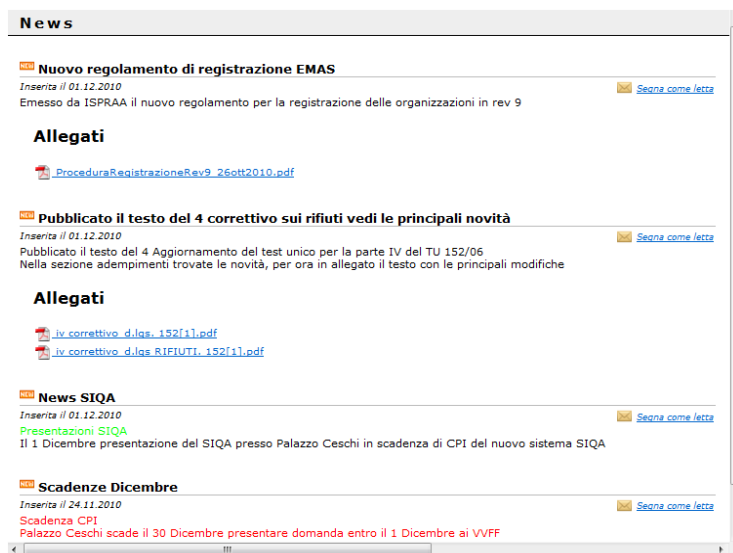 News
NEW Nuovo regolamento di registrazione EMAS
Inserita il 01.12.2010 Segna come letta
Emesso da ISPRAA il nuovo regolamento per la registrazione delle organizzazioni in rev 9
Allegati
ProceduraRegistrazioneRev9_26ott2010.pdf
NEW Pubblicato il testo del 4 correttivo sui rifiuti vedi le principali novità
Inserita il 01.12.2010 Segna come letta
Pubblicato il testo del 4 Aggiornamento del test unico per la parte IV del TU 152/06
Nella sezione adempimenti trovate le novità, per ora in allegato il testo con le principali modifiche
Allegati
iv correttivo d.lgs. 152[1].pdf
iv correttivo d.lgs RIFIUTI. 152[1].pdf
NEW News SIQA
Inserita il 01.12.2010 Segna come letta
Presentazioni SIQA
Il 1 Dicembre presentazione del SIQA presso Palazzo Ceschi in scadenza di CPI del nuovo sistema SIQA
NEW Scadenze Dicembre
Inserita il 24.11.2010 Segna come letta
Scadenza CPI
Palazzo Ceschi scade il 30 Dicembre presentare domanda entro il 1 Dicembre ai VVFF